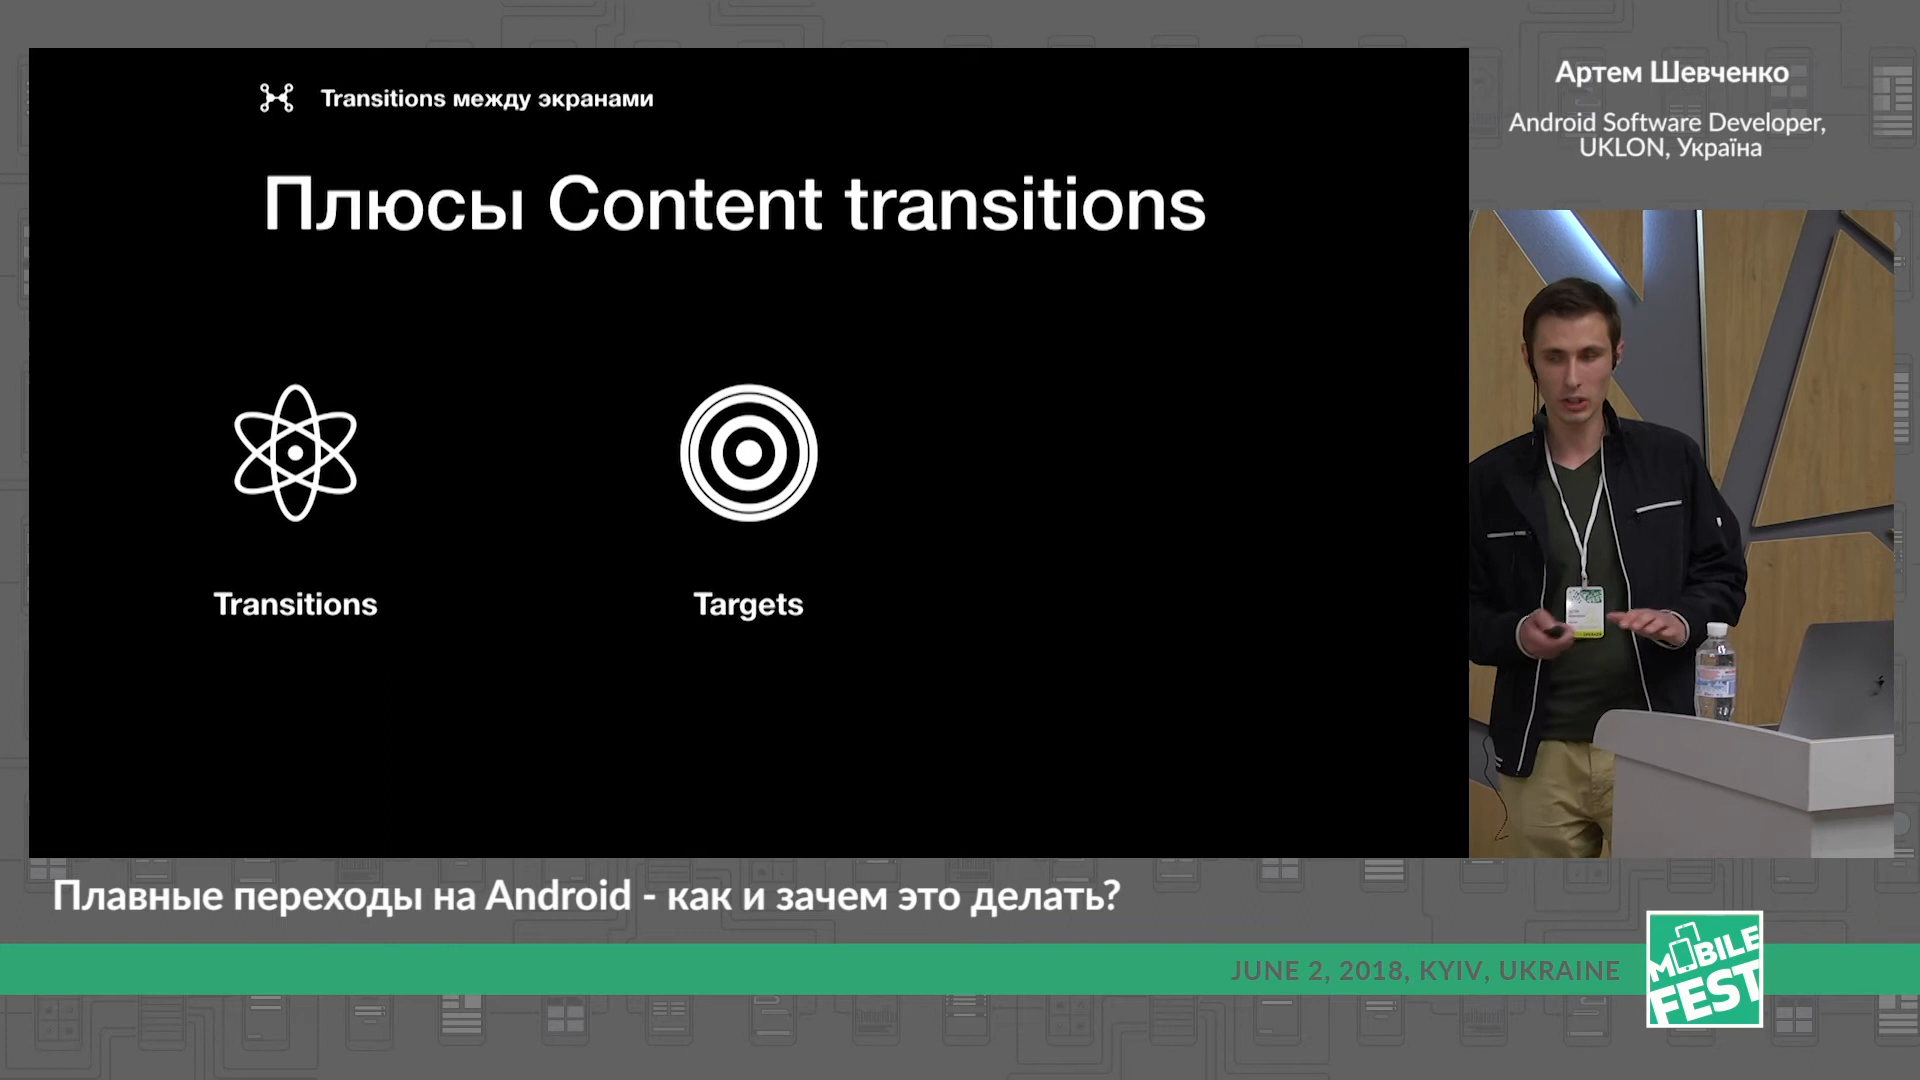 Transitions между экранами
Плюсы Content transitions
Transitions
Targets
Артем Шевченко
Android Software Developer,
UKLON, Україна
Плавные переходы на Android - как и зачем это делать?
JUNE 2, 2018, KYIV, UKRAINE
MOBILE
FEST